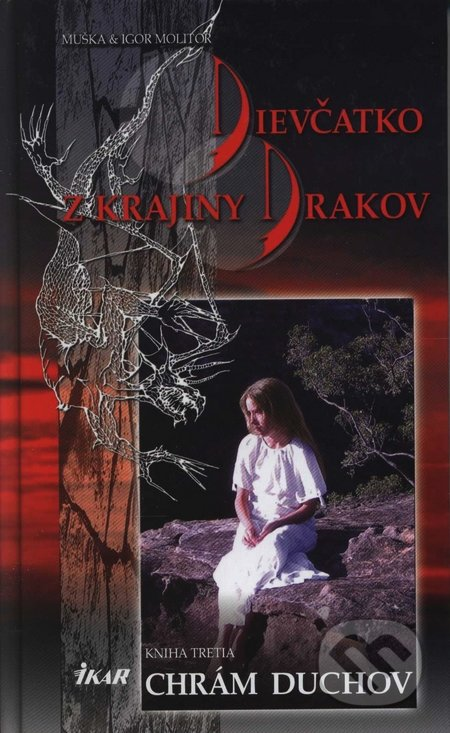 MUŠKA & IGOR MOLITOR
DIEVČATKO
Z KRAJINY DRAKOV
KNIHA TRETIA
IKAR
CHRÁM DUCHOV
m